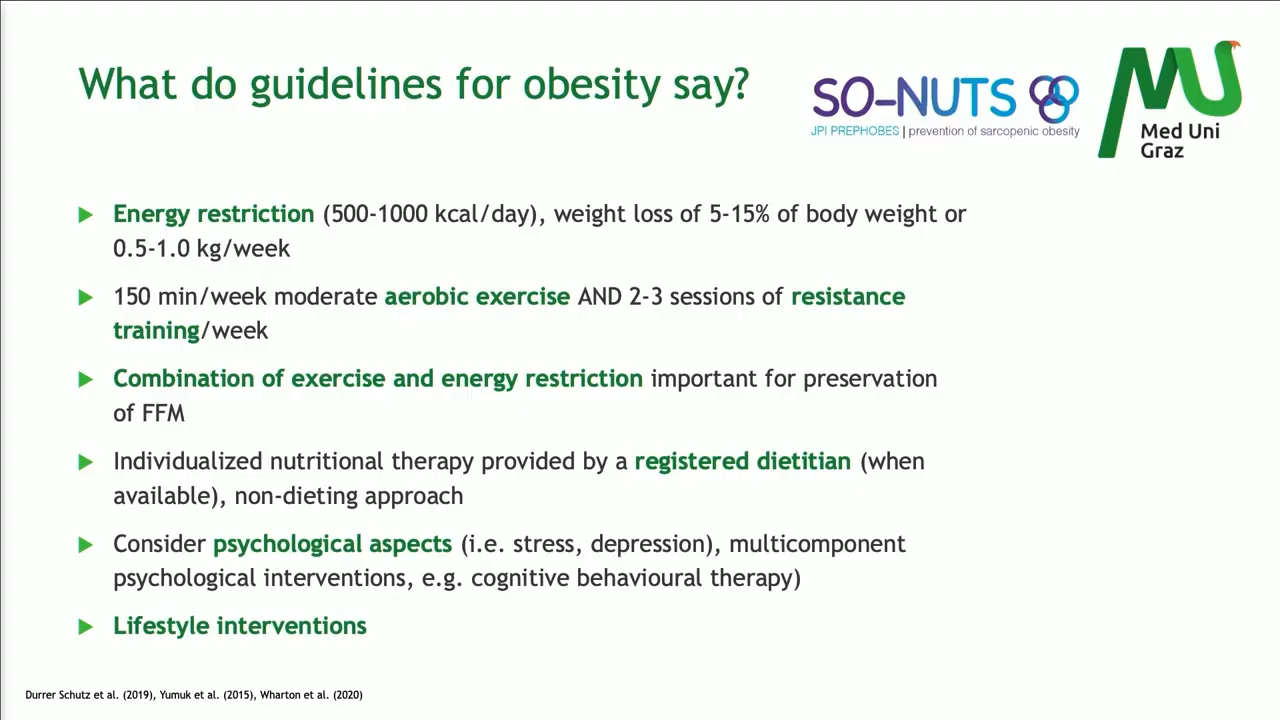 What do guidelines for obesity say?
SO-NUTS
JPI PREPHOBES | prevention of sarcopenic obesity
Med Uni
Graz
Energy restriction (500-1000 kcal/day), weight loss of 5-15% of body weight or
0.5-1.0 kg/week
150 min/week moderate aerobic exercise AND 2-3 sessions of resistance
training/week
Combination of exercise and energy restriction important for preservation
of FFM
Individualized nutritional therapy provided by a registered dietitian (when
available), non-dieting approach
Consider psychological aspects (i.e. stress, depression), multicomponent
psychological interventions, e.g. cognitive behavioural therapy)
Lifestyle interventions
Durrer Schutz et al. (2019), Yumuk et al. (2015), Wharton et al. (2020)